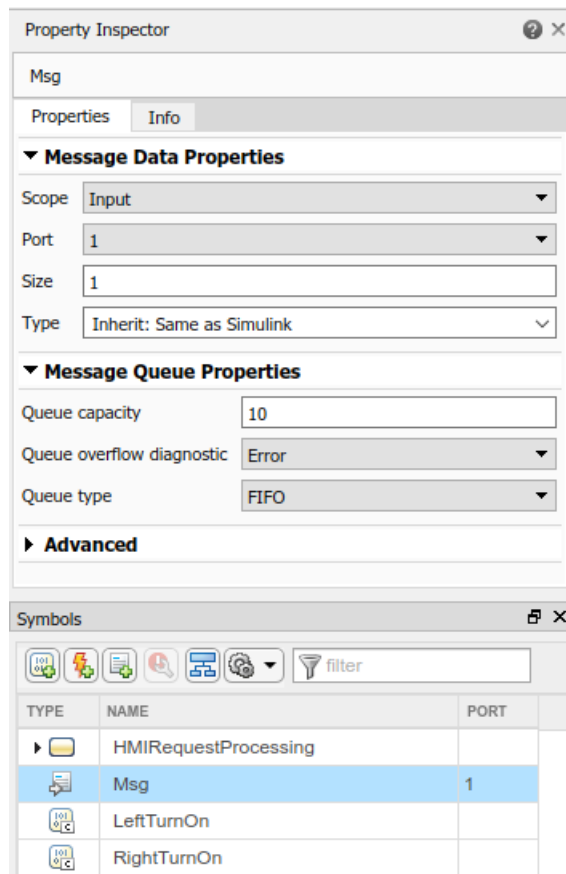 Property Inspector
Msg
Properties Info
Message Data Properties
Scope Input
Port 1
Size 1
Type Inherit: Same as Simulink
Message Queue Properties
Queue capacity 10
Queue overflow diagnostic Error
Queue type FIFO
Advanced
Symbols
filter
TYPE NAME PORT
HMIRequestProcessing
Msg 1
LeftTurnOn
RightTurnOn